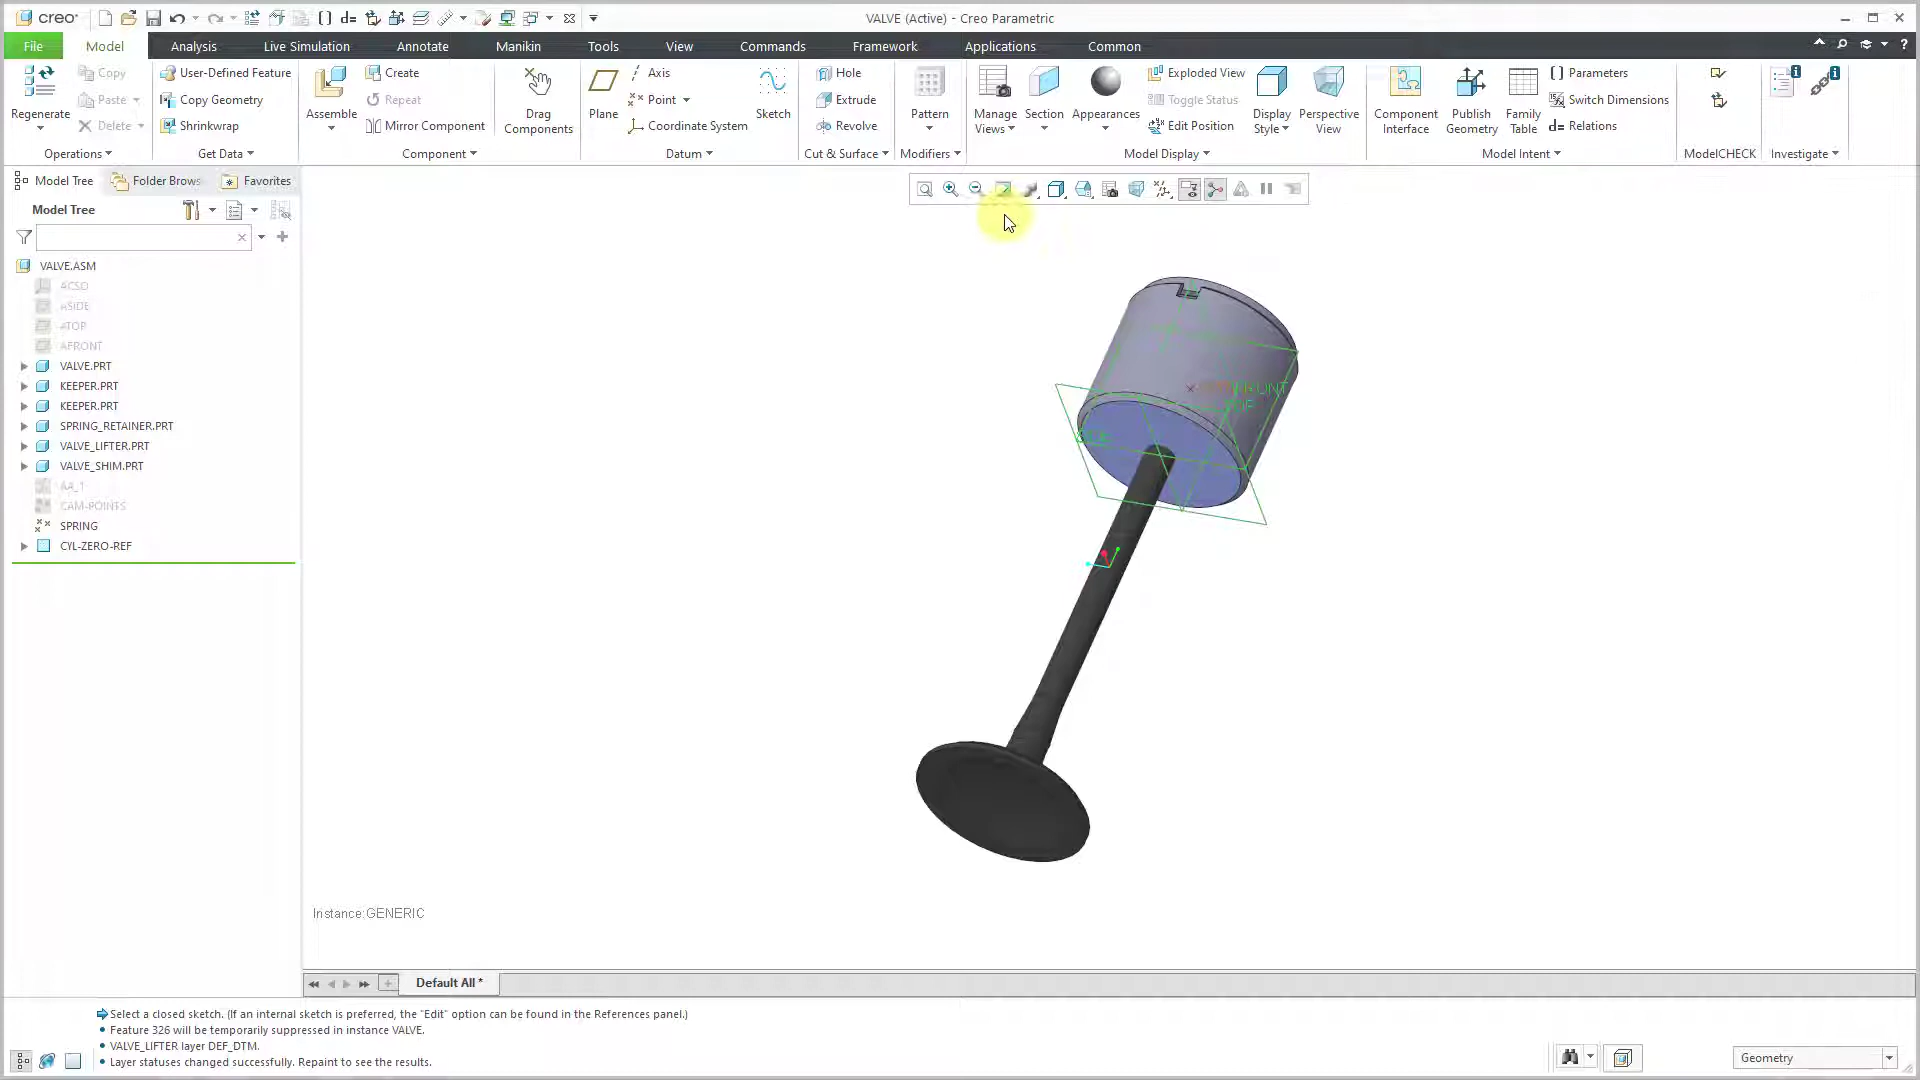 creo
d=
VALVE (Active) - Creo Parametric
File
Model
Analysis
Live Simulation
Annotate
Manikin
Tools
View
Commands
Framework
Applications
Common
Regenerate
Copy
Paste
Delete
Operations
User-Defined Feature
Copy Geometry
Shrinkwrap
Get Data
Assemble
Create
Repeat
Mirror Component
Component
Drag
Components
Plane
Axis
Point
Coordinate System
Sketch
Datum
Hole
Extrude
Revolve
Cut & Surface
Pattern
Modifiers
Manage
Views
Section
Appearances
Exploded View
Toggle Status
Edit Position
Display
Style
Perspective
View
Model Display
Component
Interface
Publish
Geometry
Family
Table
Parameters
Switch Dimensions
d= Relations
Model Intent
ModelCHECK
Investigate
Model Tree
Folder Brows
Favorites
Model Tree
VALVE.ASM
ACS0
ASIDE
ATOP
AFRONT
VALVE.PRT
KEEPER.PRT
KEEPER.PRT
SPRING_RETAINER.PRT
VALVE_LIFTER.PRT
VALVE_SHIM.PRT
AA_1
CAM-POINTS
SPRING
CYL-ZERO-REF
Instance:GENERIC
Default All *
Select a closed sketch. (If an internal sketch is preferred, the "Edit" option can be found in the References panel.)
Feature 326 will be temporarily suppressed in instance VALVE.
VALVE_LIFTER layer DEF_DTM.
Layer statuses changed successfully. Repaint to see the results.
Geometry